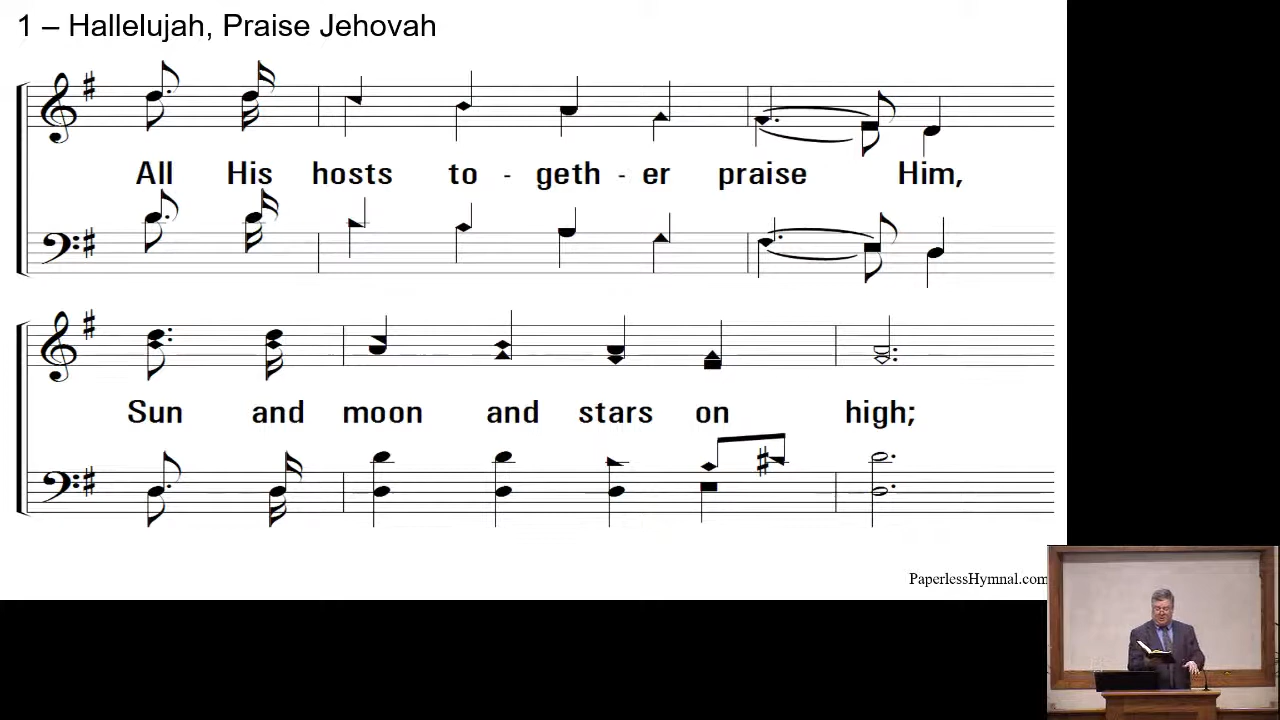 1 – Hallelujah, Praise Jehovah
All His hosts to - geth - er praise Him,
Sun and moon and stars on high;
PaperlessHymnal.com